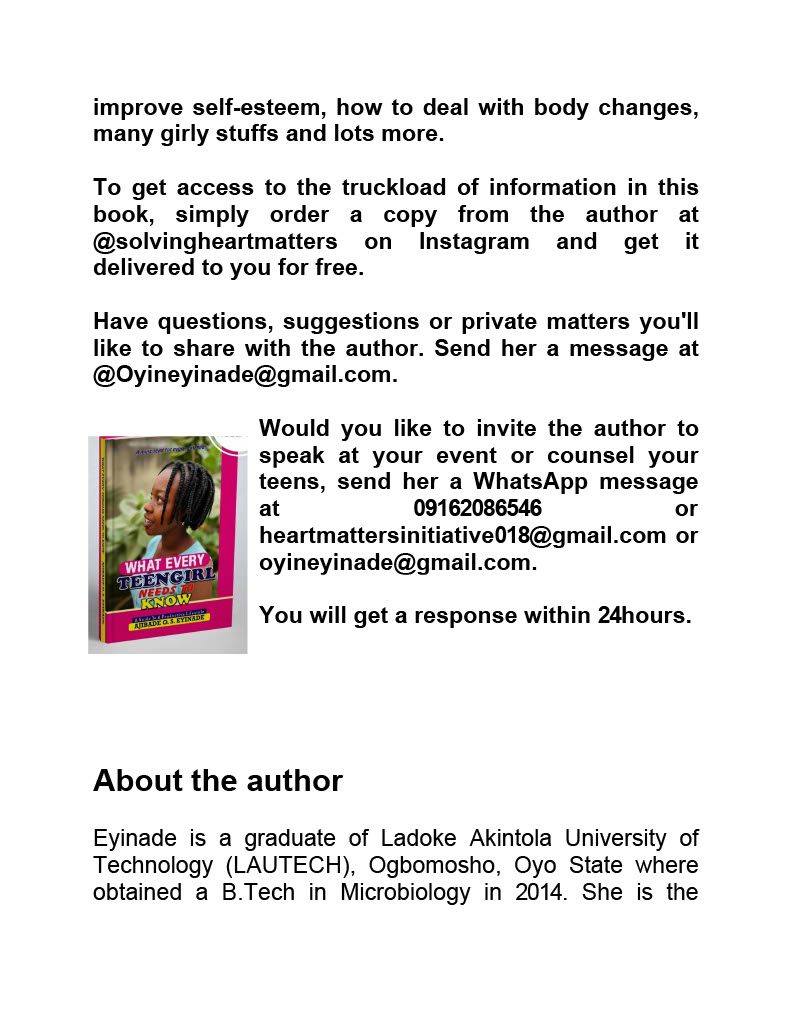 improve self-esteem, how to deal with body changes,
many girly stuffs and lots more.
To get access to the truckload of information in this
book, simply order a copy from the author at
@solvingheartmatters on Instagram and get it
delivered to you for free.
Have questions, suggestions or private matters you'll
like to share with the author. Send her a message at
@Oyineyinade@gmail.com.
WHAT EVERY
TEENGIRL
NEEDS TO
KNOW
AJIBADE O. S. EYINADE
Would you like to invite the author to
speak at your event or counsel your
teens, send her a WhatsApp message
at 09162086546 or
heartmattersinitiative018@gmail.com or
oyineyinade@gmail.com.
You will get a response within 24hours.
About the author
Eyinade is a graduate of Ladoke Akintola University of
Technology (LAUTECH), Ogbomosho, Oyo State where
obtained a B.Tech in Microbiology in 2014. She is the